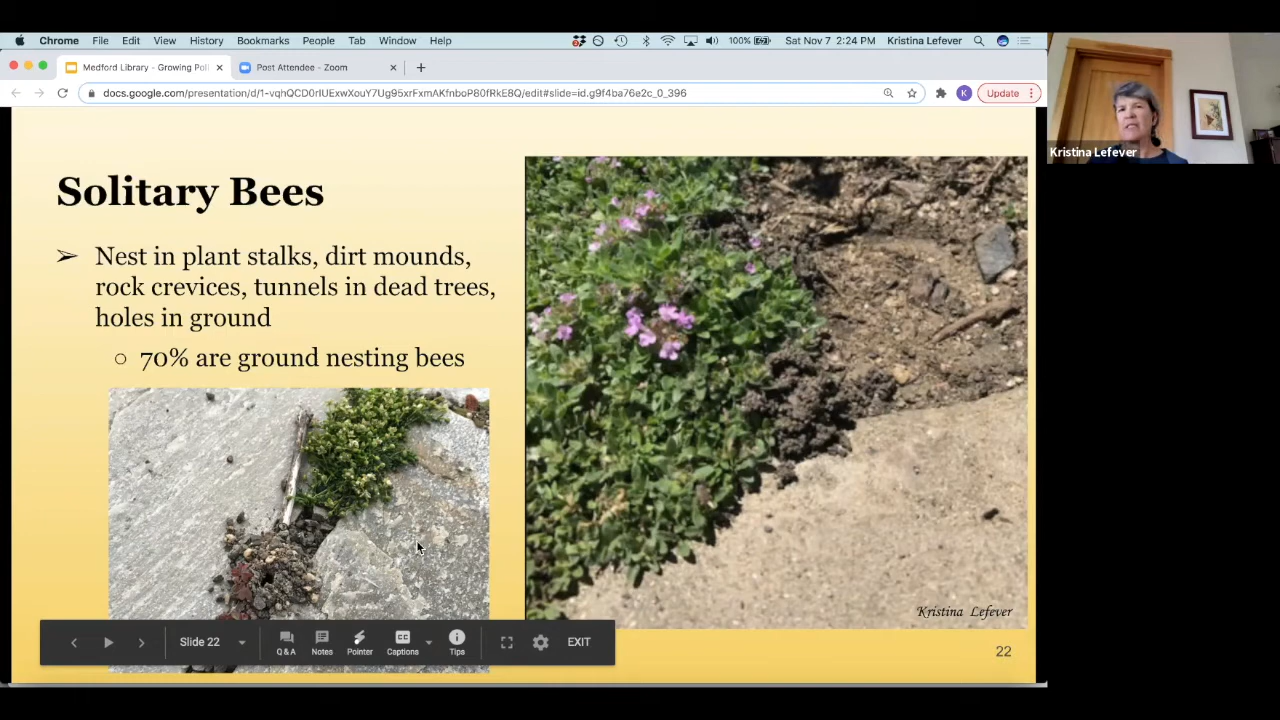 Chrome File Edit View History Bookmarks People Tab Window Help 100% Sat Nov 7 2:24 PM Kristina Lefever
Medford Library - Growing Poll × Post Attendee - Zoom × +
docs.google.com/presentation/d/1-vqhQCD0rIUExwXouY7Ug95xrFxmAKfnboP80fRkE8Q/edit#slide=id.g9f4ba76e2c_0_396 K Update
Kristina Lefever
Solitary Bees
➢ Nest in plant stalks, dirt mounds,
rock crevices, tunnels in dead trees,
holes in ground
○ 70% are ground nesting bees
Kristina Lefever
Slide 22 Q&A Notes Pointer CC Captions Tips EXIT
22